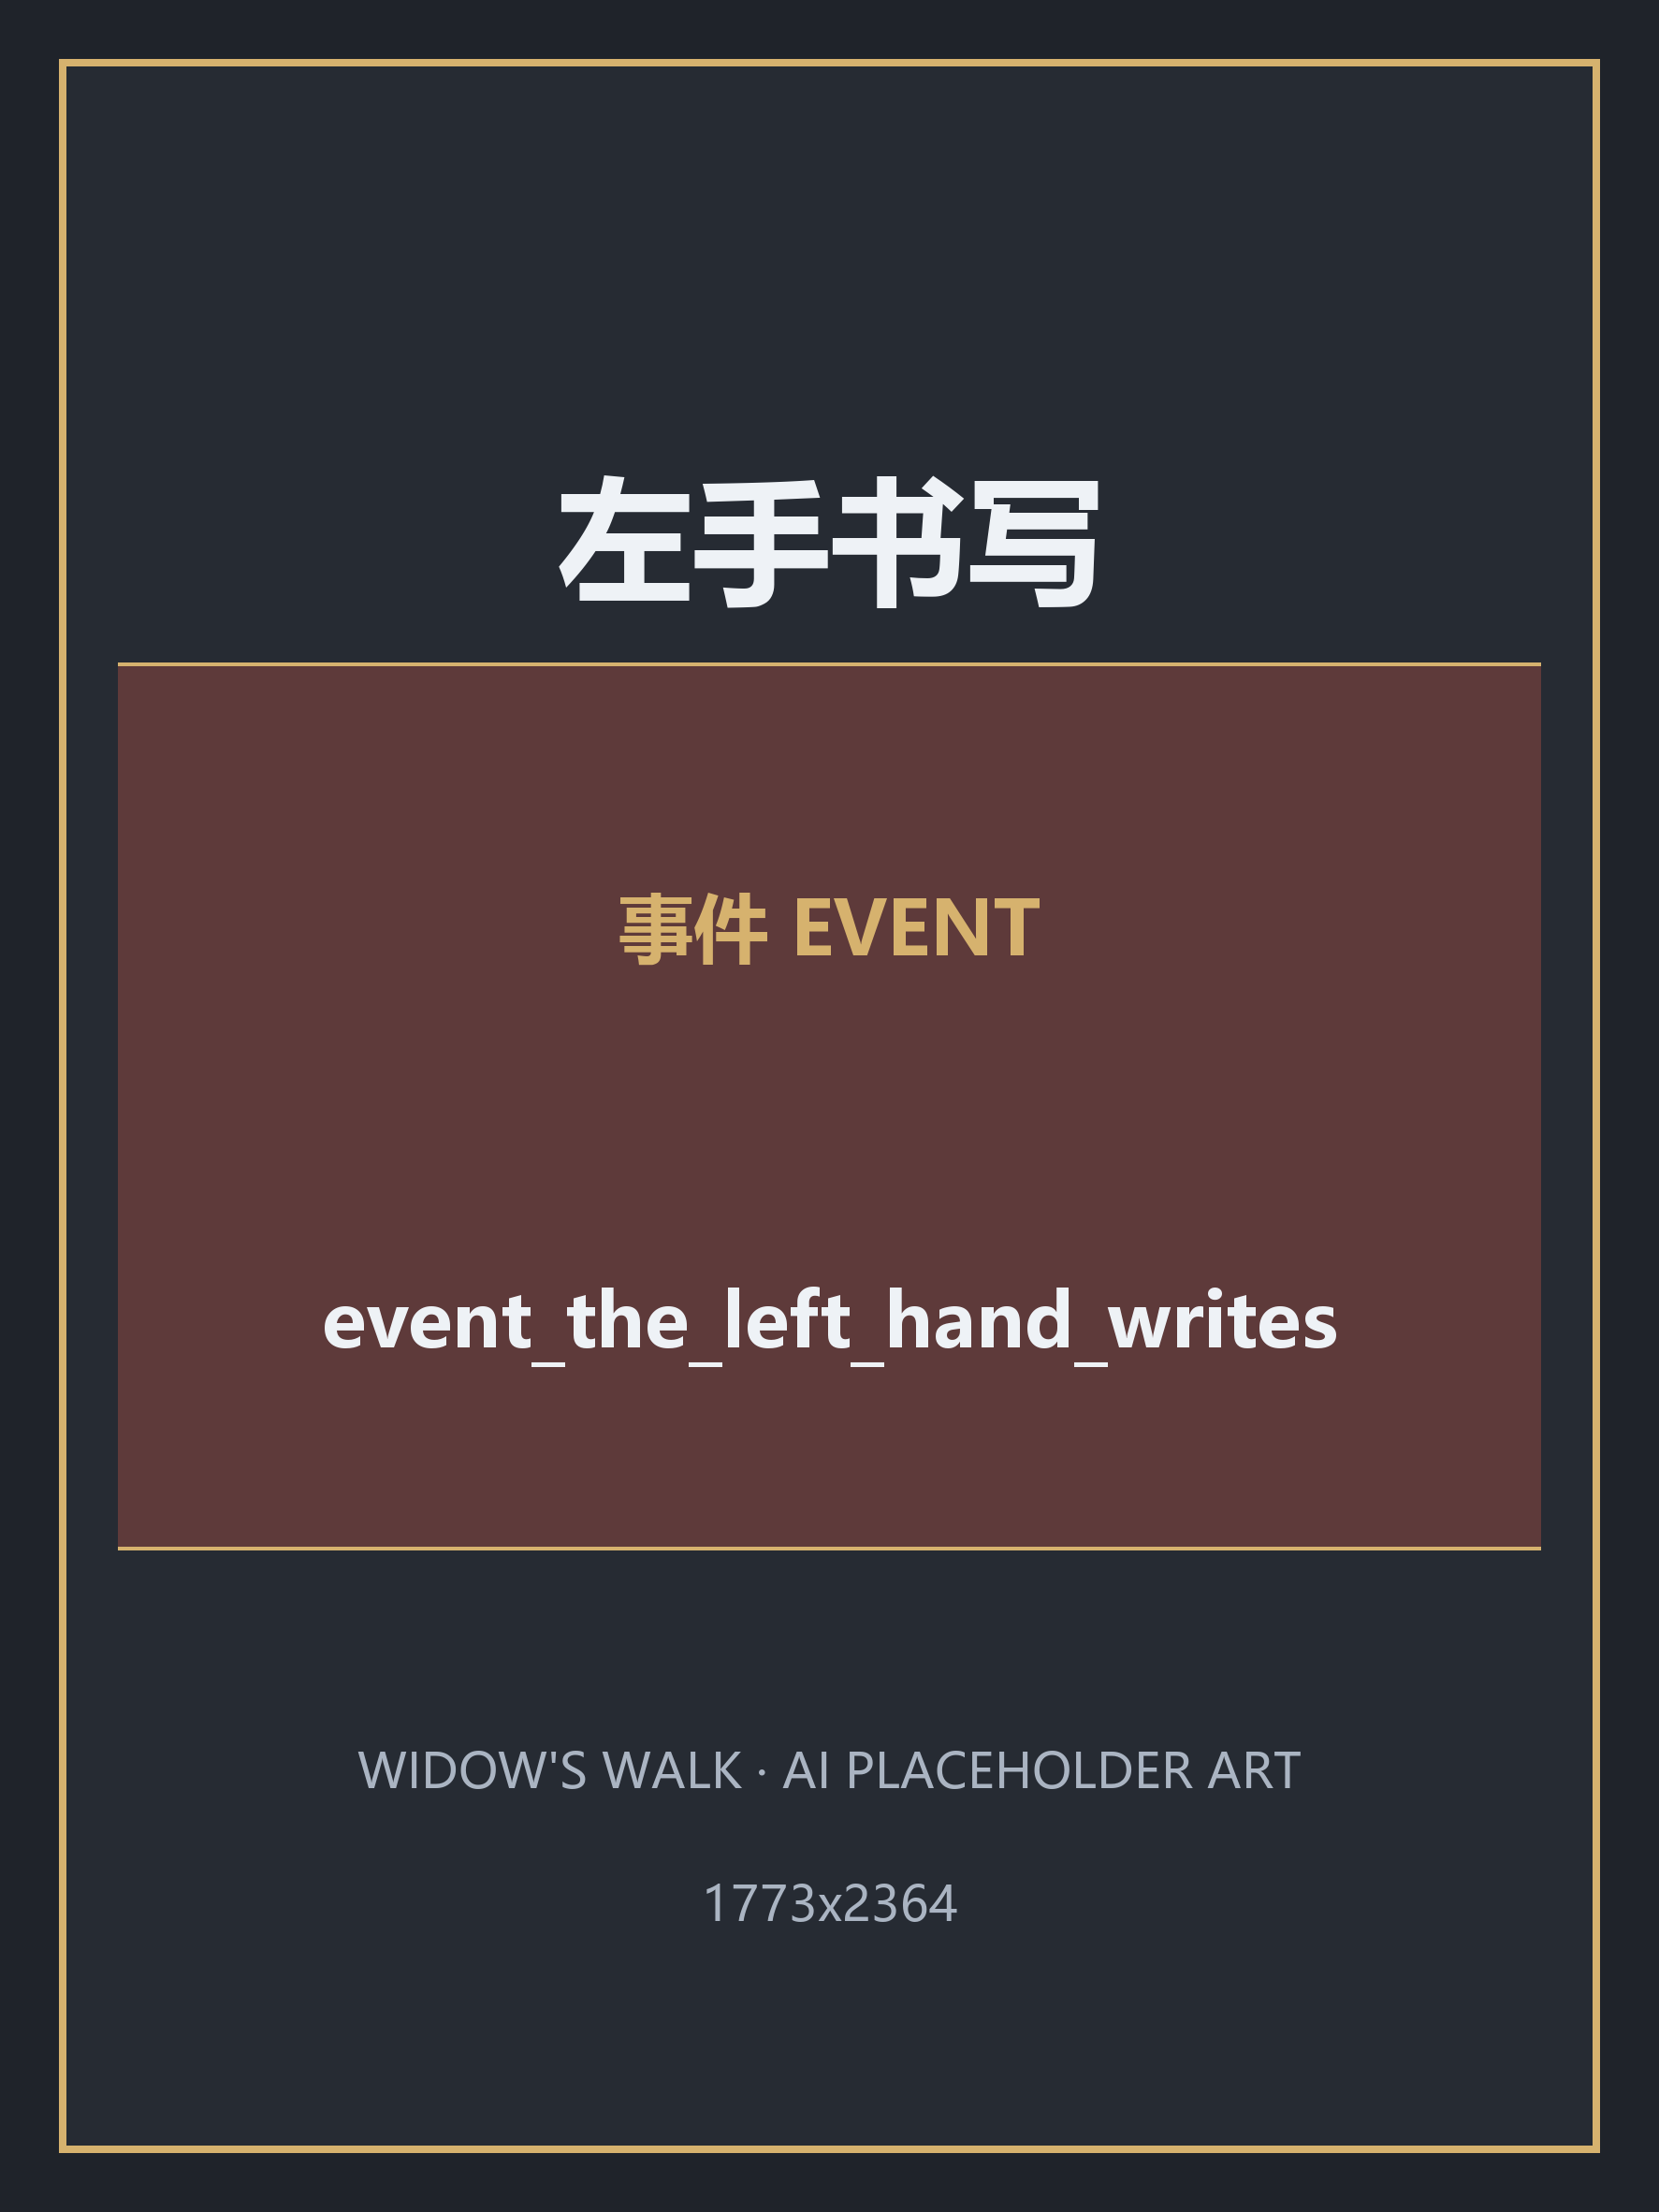 左手书写
事件 EVENT
event_the_left_hand_writes
WIDOW'S WALK · AI PLACEHOLDER ART
1773x2364